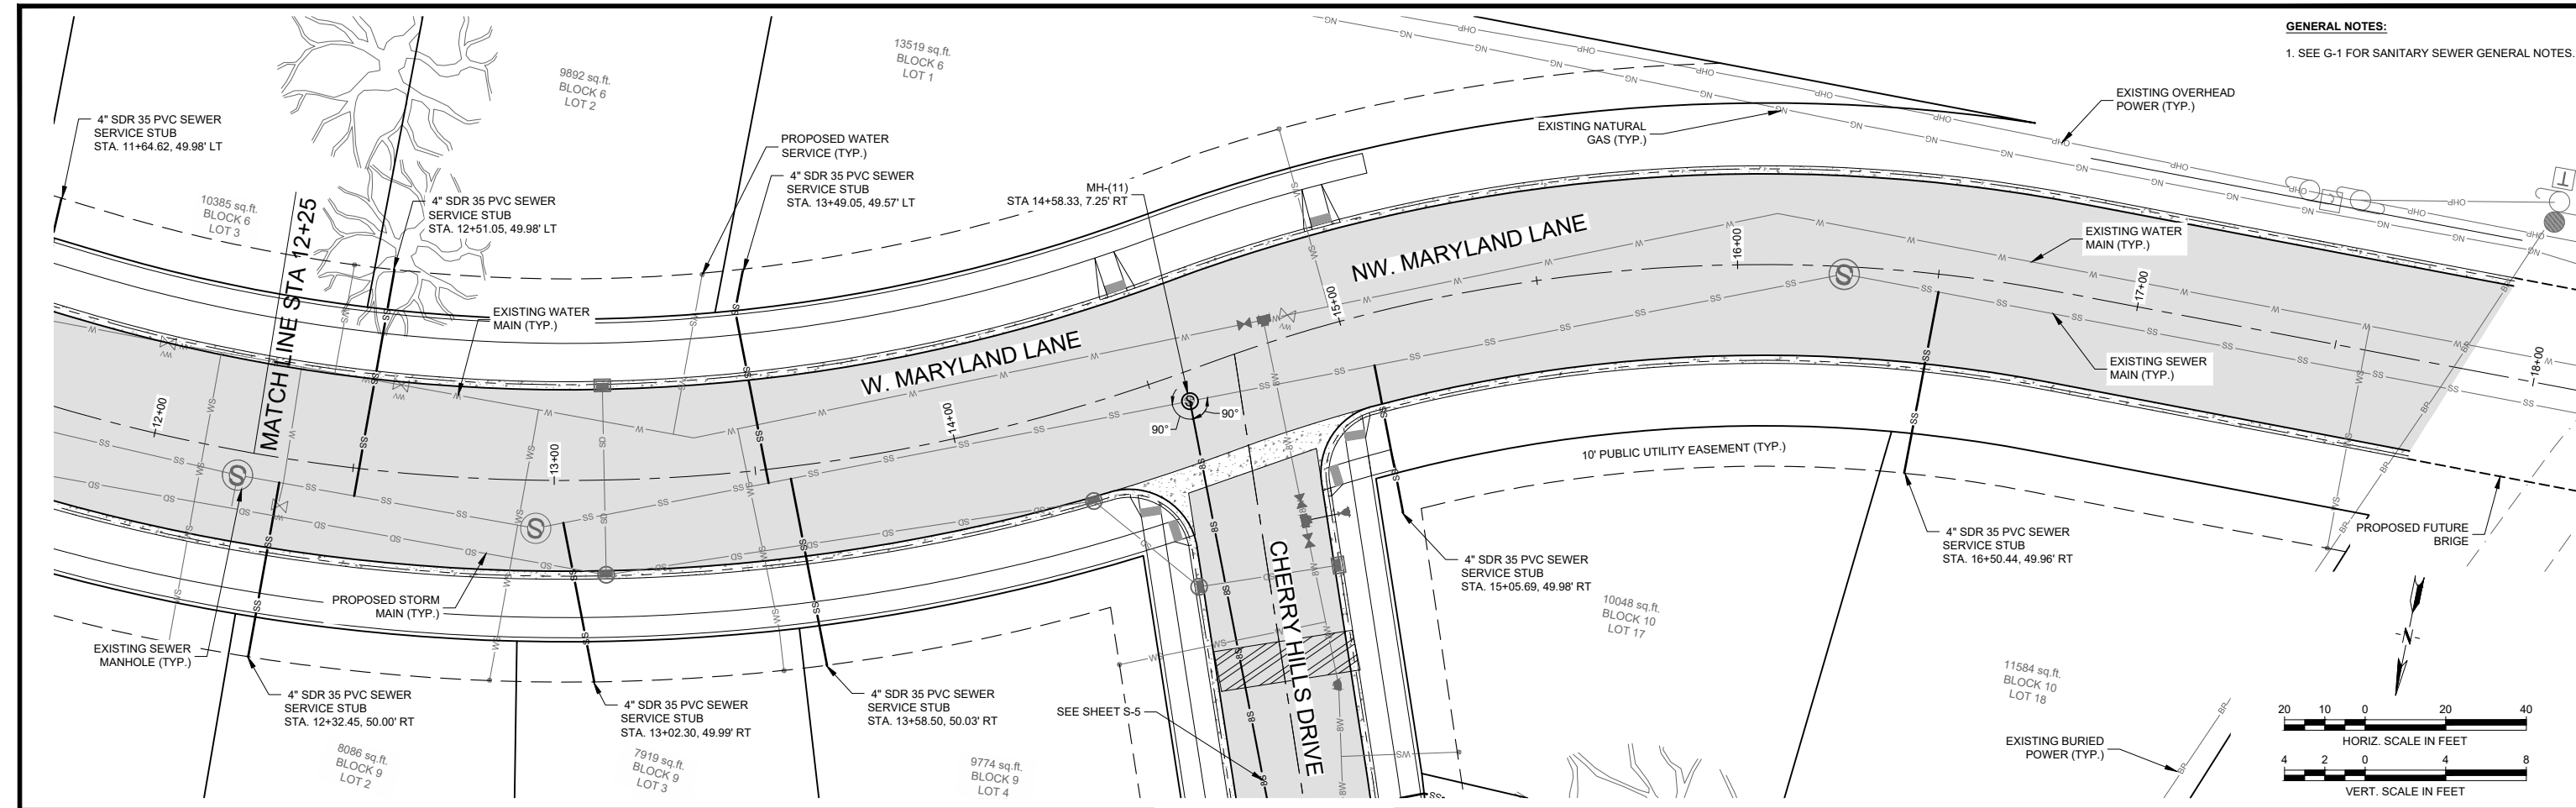 GENERAL NOTES:
1. SEE G-1 FOR SANITARY SEWER GENERAL NOTES.
13519 sq.ft.
BLOCK 6
LOT 1
9892 sq.ft.
BLOCK 6
LOT 2
10385 sq.ft.
BLOCK 6
LOT 3
4" SDR 35 PVC SEWER
SERVICE STUB
STA. 11+64.62, 49.98' LT
MATCH LINE STA 12+25
4" SDR 35 PVC SEWER
SERVICE STUB
STA. 12+51.05, 49.98' LT
PROPOSED WATER
SERVICE (TYP.)
4" SDR 35 PVC SEWER
SERVICE STUB
STA. 13+49.05, 49.57' LT
MH-(11)
STA 14+58.33, 7.25' RT
EXISTING NATURAL
GAS (TYP.)
EXISTING OVERHEAD
POWER (TYP.)
EXISTING WATER
MAIN (TYP.)
W. MARYLAND LANE
NW. MARYLAND LANE
EXISTING WATER
MAIN (TYP.)
EXISTING SEWER
MAIN (TYP.)
12+00
13+00
14+00
15+00
16+00
17+00
18+00
90°
90°
10' PUBLIC UTILITY EASEMENT (TYP.)
PROPOSED FUTURE
BRIGE
PROPOSED STORM
MAIN (TYP.)
EXISTING SEWER
MANHOLE (TYP.)
4" SDR 35 PVC SEWER
SERVICE STUB
STA. 12+32.45, 50.00' RT
4" SDR 35 PVC SEWER
SERVICE STUB
STA. 13+02.30, 49.99' RT
4" SDR 35 PVC SEWER
SERVICE STUB
STA. 13+58.50, 50.03' RT
4" SDR 35 PVC SEWER
SERVICE STUB
STA. 15+05.69, 49.98' RT
4" SDR 35 PVC SEWER
SERVICE STUB
STA. 16+50.44, 49.96' RT
CHERRY HILLS DRIVE
SEE SHEET S-5
8086 sq.ft.
BLOCK 9
LOT 2
7919 sq.ft.
BLOCK 9
LOT 3
9774 sq.ft.
BLOCK 9
LOT 4
10048 sq.ft.
BLOCK 10
LOT 17
11584 sq.ft.
BLOCK 10
LOT 18
EXISTING BURIED
POWER (TYP.)
N
20 10 0 20 40
HORIZ. SCALE IN FEET
4 2 0 4 8
VERT. SCALE IN FEET